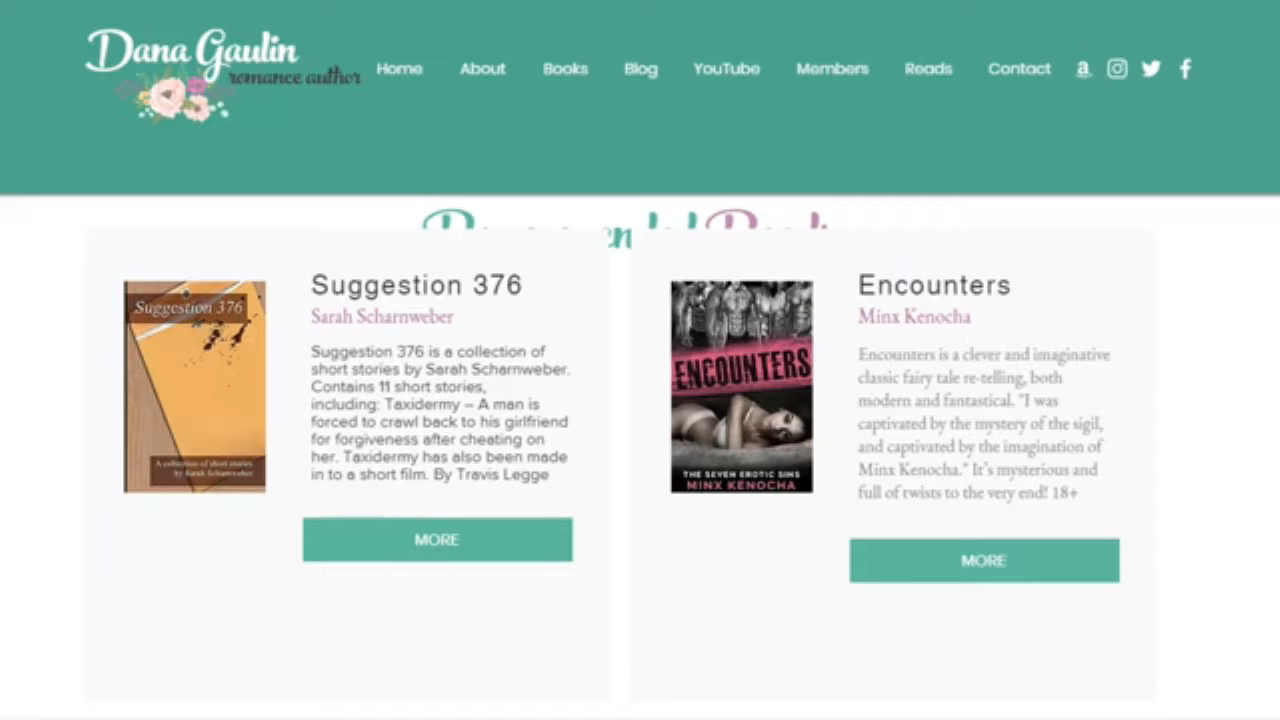 Dana Gaulin
romance author
Home About Books Blog YouTube Members Reads Contact
Suggestion 376
Sarah Scharnweber
Suggestion 376 is a collection of
short stories by Sarah Scharnweber.
Contains 11 short stories,
including: Taxidermy – A man is
forced to crawl back to his girlfriend
for forgiveness after cheating on
her. Taxidermy has also been made
in to a short film. By Travis Legge
MORE
Suggestion 376
A collection of short stories
by Sarah Scharnweber
Encounters
Minx Kenocha
Encounters is a clever and imaginative
classic fairy tale re-telling, both
modern and fantastical. "I was
captivated by the mystery of the sigil,
and captivated by the imagination of
Minx Kenocha." It's mysterious and
full of twists to the very end! 18+
MORE
ENCOUNTERS
THE SEVEN EROTIC SINS
MINX KENOCHA